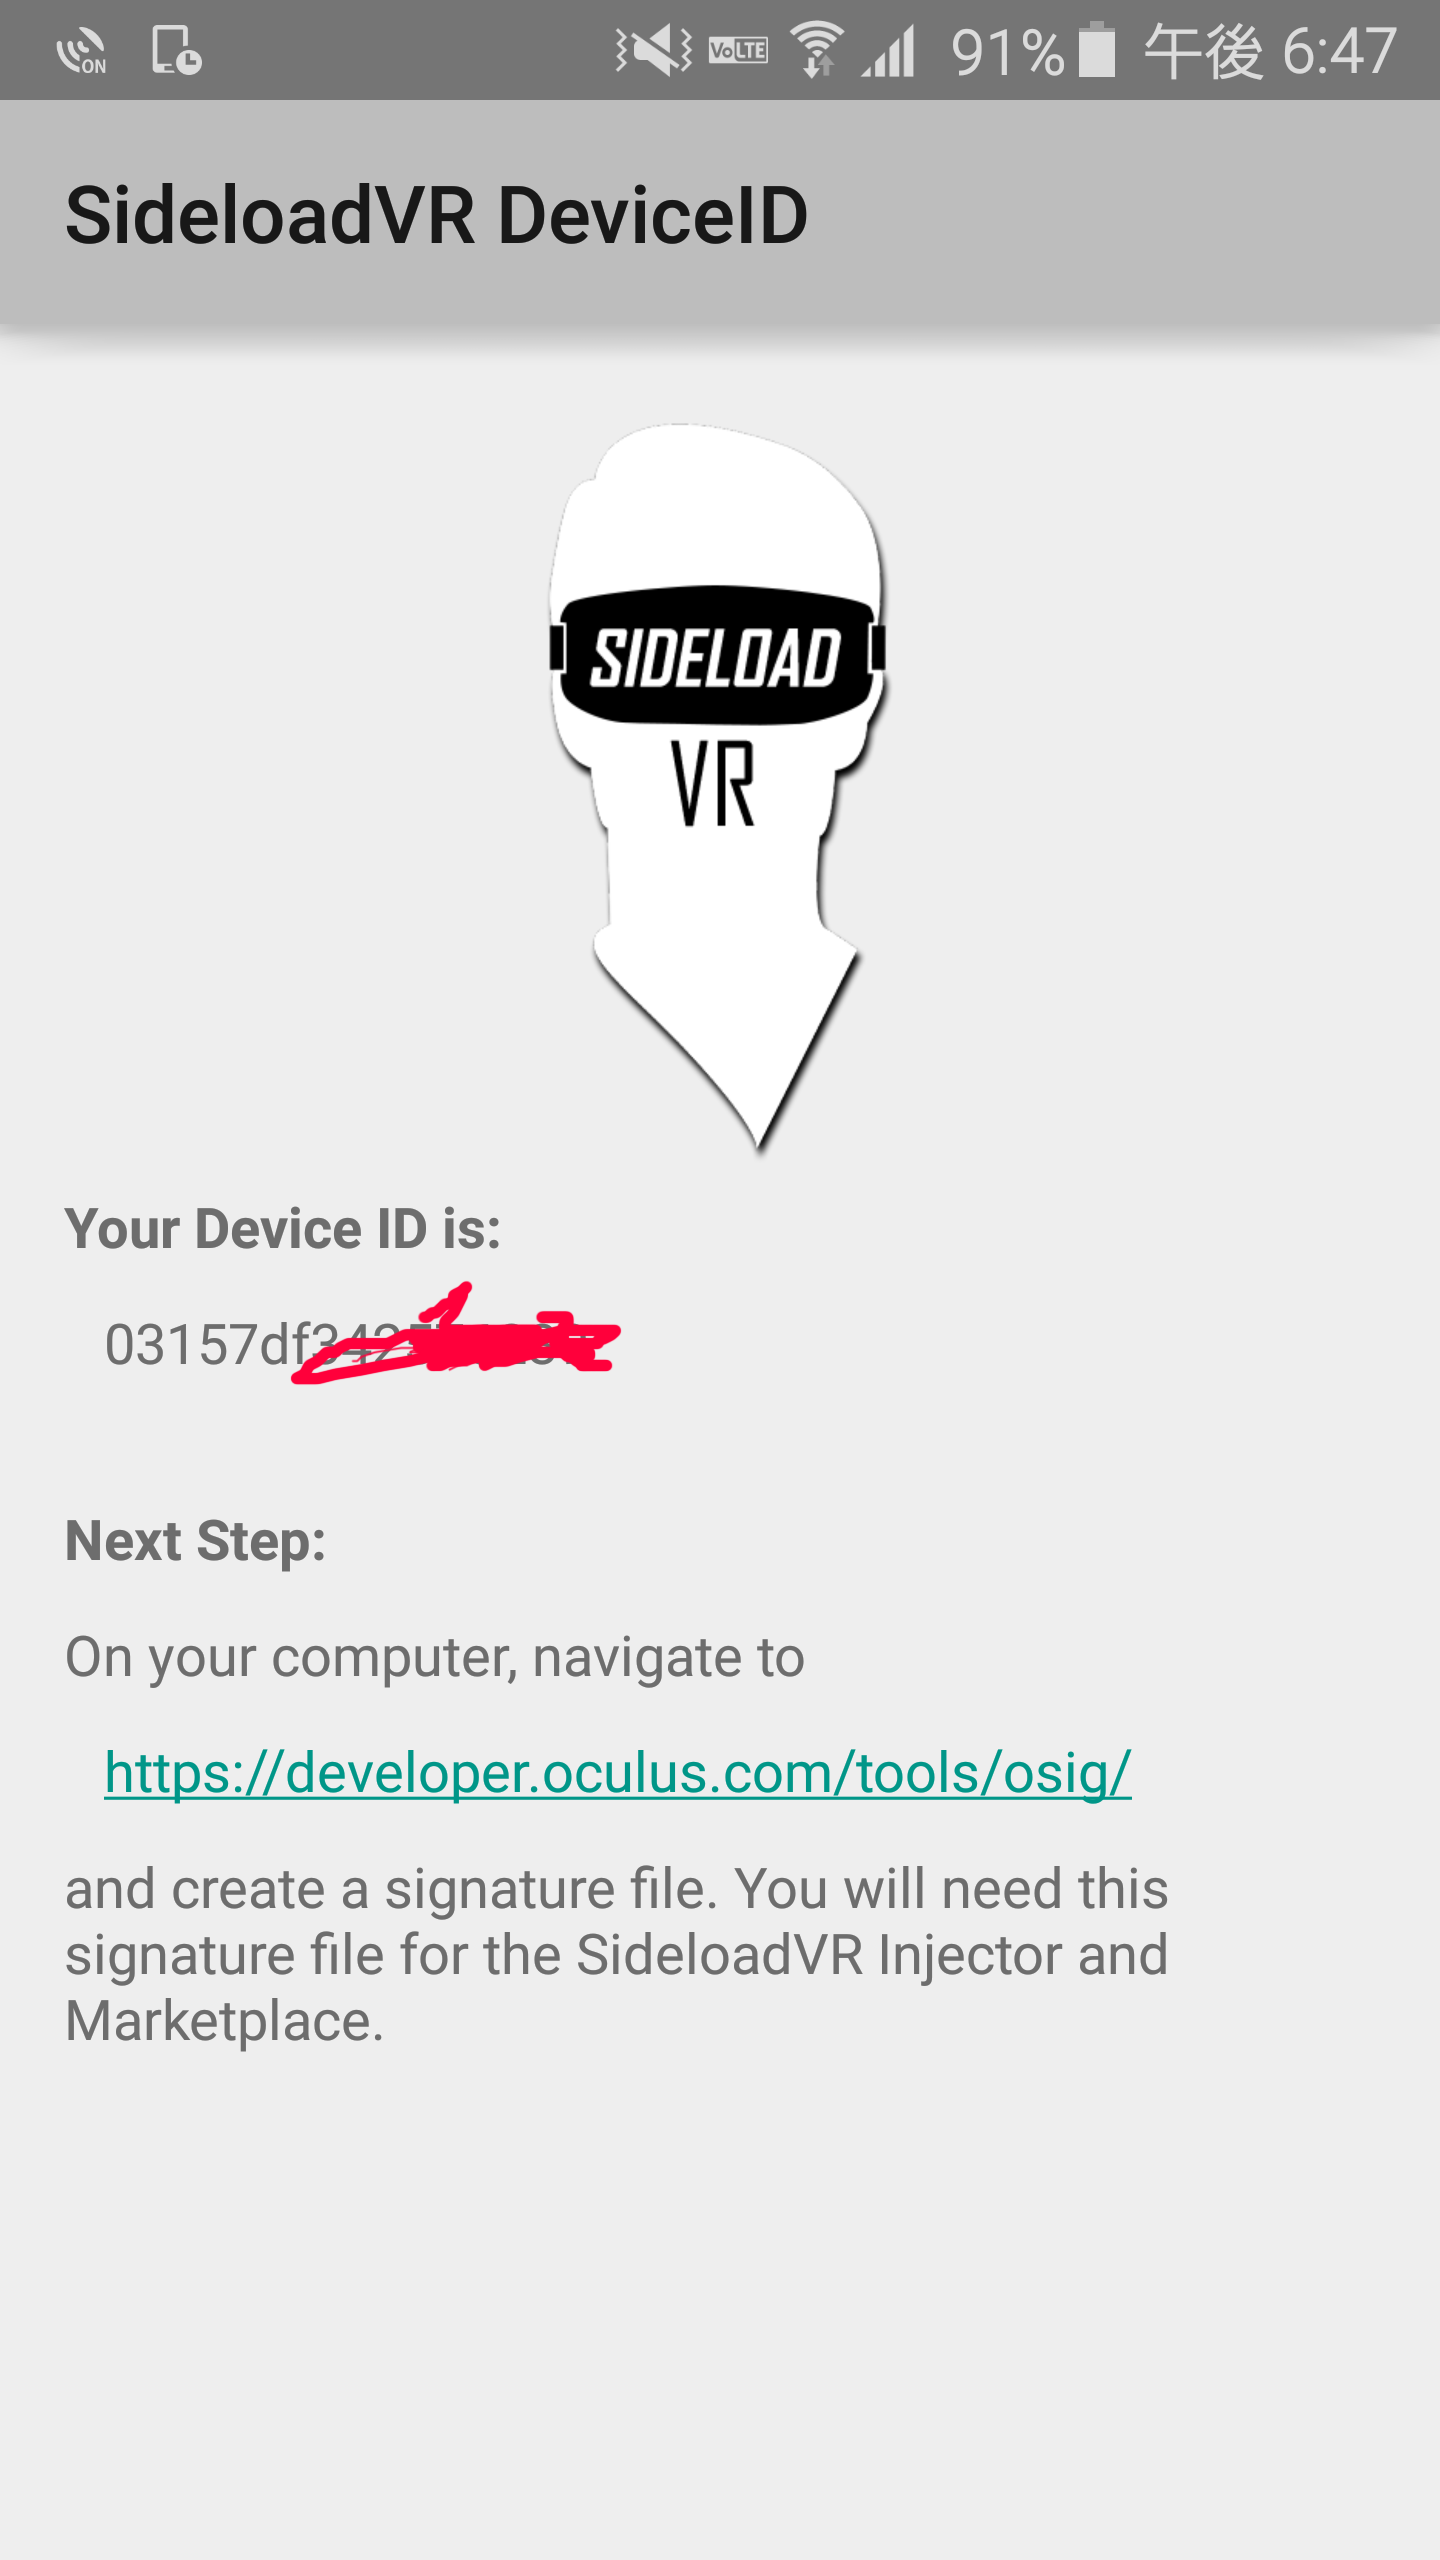 ON
VoLTE
91%
午後 6:47
SideloadVR DeviceID
SIDELOAD
VR
Your Device ID is:
03157df
Next Step:
On your computer, navigate to
https://developer.oculus.com/tools/osig/
and create a signature file. You will need this
signature file for the SideloadVR Injector and
Marketplace.